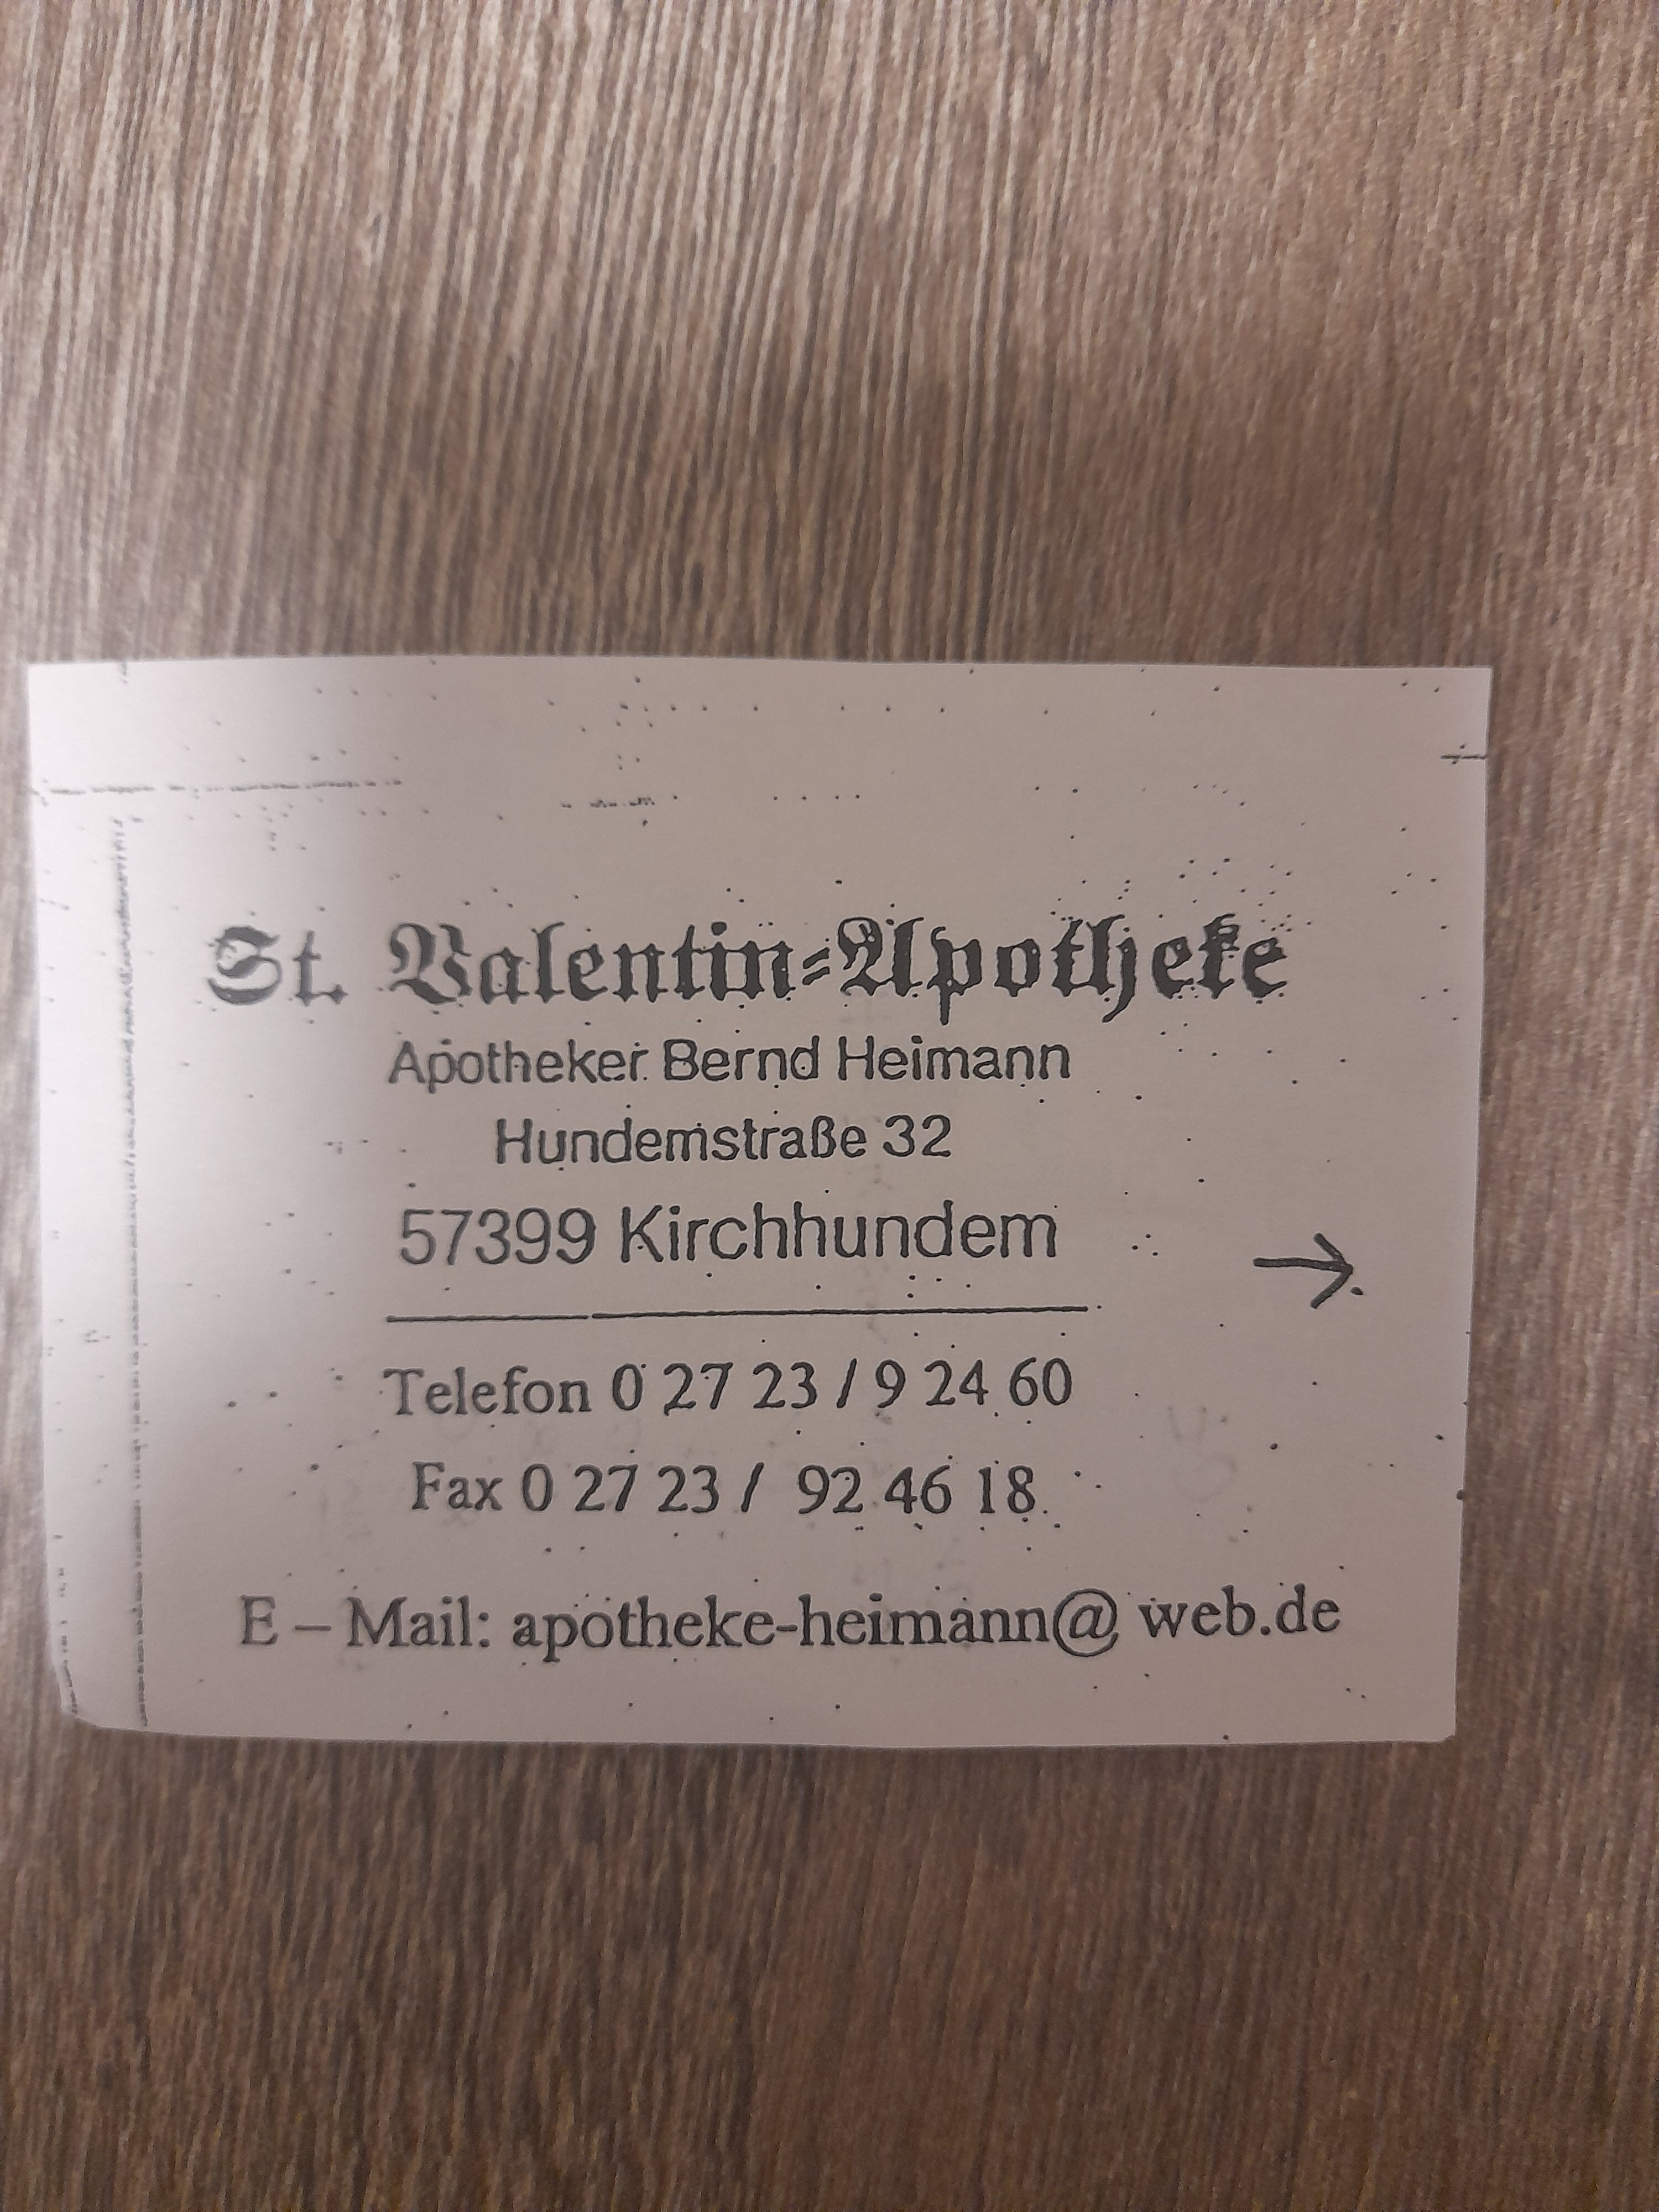 St. Valentin-Apotheke
Apotheker Bernd Heimann
Hundemstraße 32
57399 Kirchhundem
→
Telefon 0 27 23 / 9 24 60
Fax 0 27 23 / 92 46 18
E – Mail: apotheke-heimann@ web.de